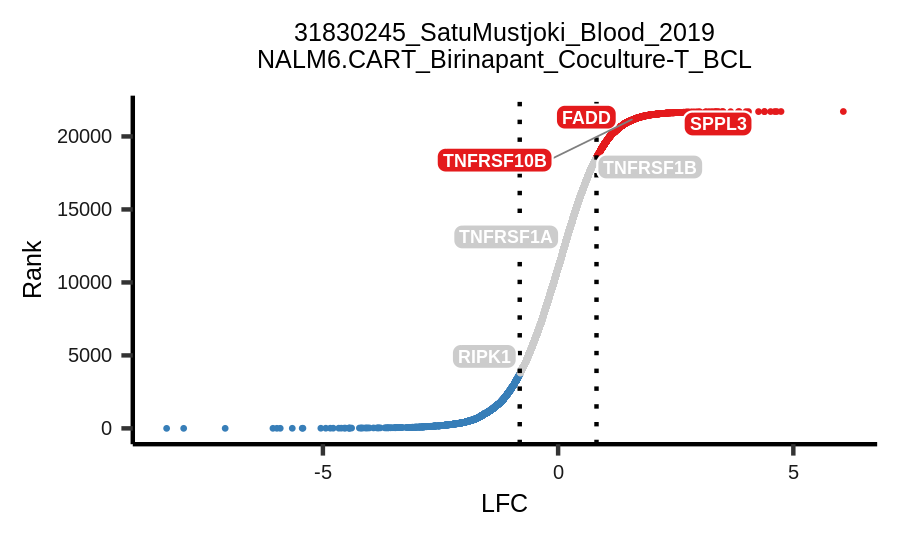 31830245_SatuMustjoki_Blood_2019
NALM6.CART_Birinapant_Coculture-T_BCL
Rank
20000
15000
10000
5000
0
FADD
SPPL3
TNFRSF10B
TNFRSF1B
TNFRSF1A
RIPK1
-5
0
5
LFC